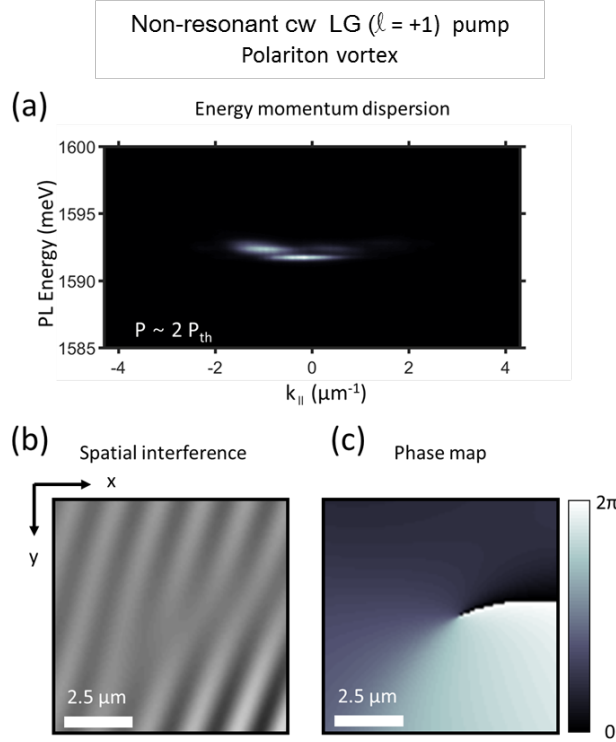 Non-resonant cw LG (ℓ = +1) pump
Polariton vortex
(a)
Energy momentum dispersion
PL Energy (meV)
1600
1595
1590
1585
P ~ 2 Pth
-4 -2 0 2 4
k|| (μm-1)
(b)
Spatial interference
x
y
2.5 μm
(c)
Phase map
2.5 μm
2π
0